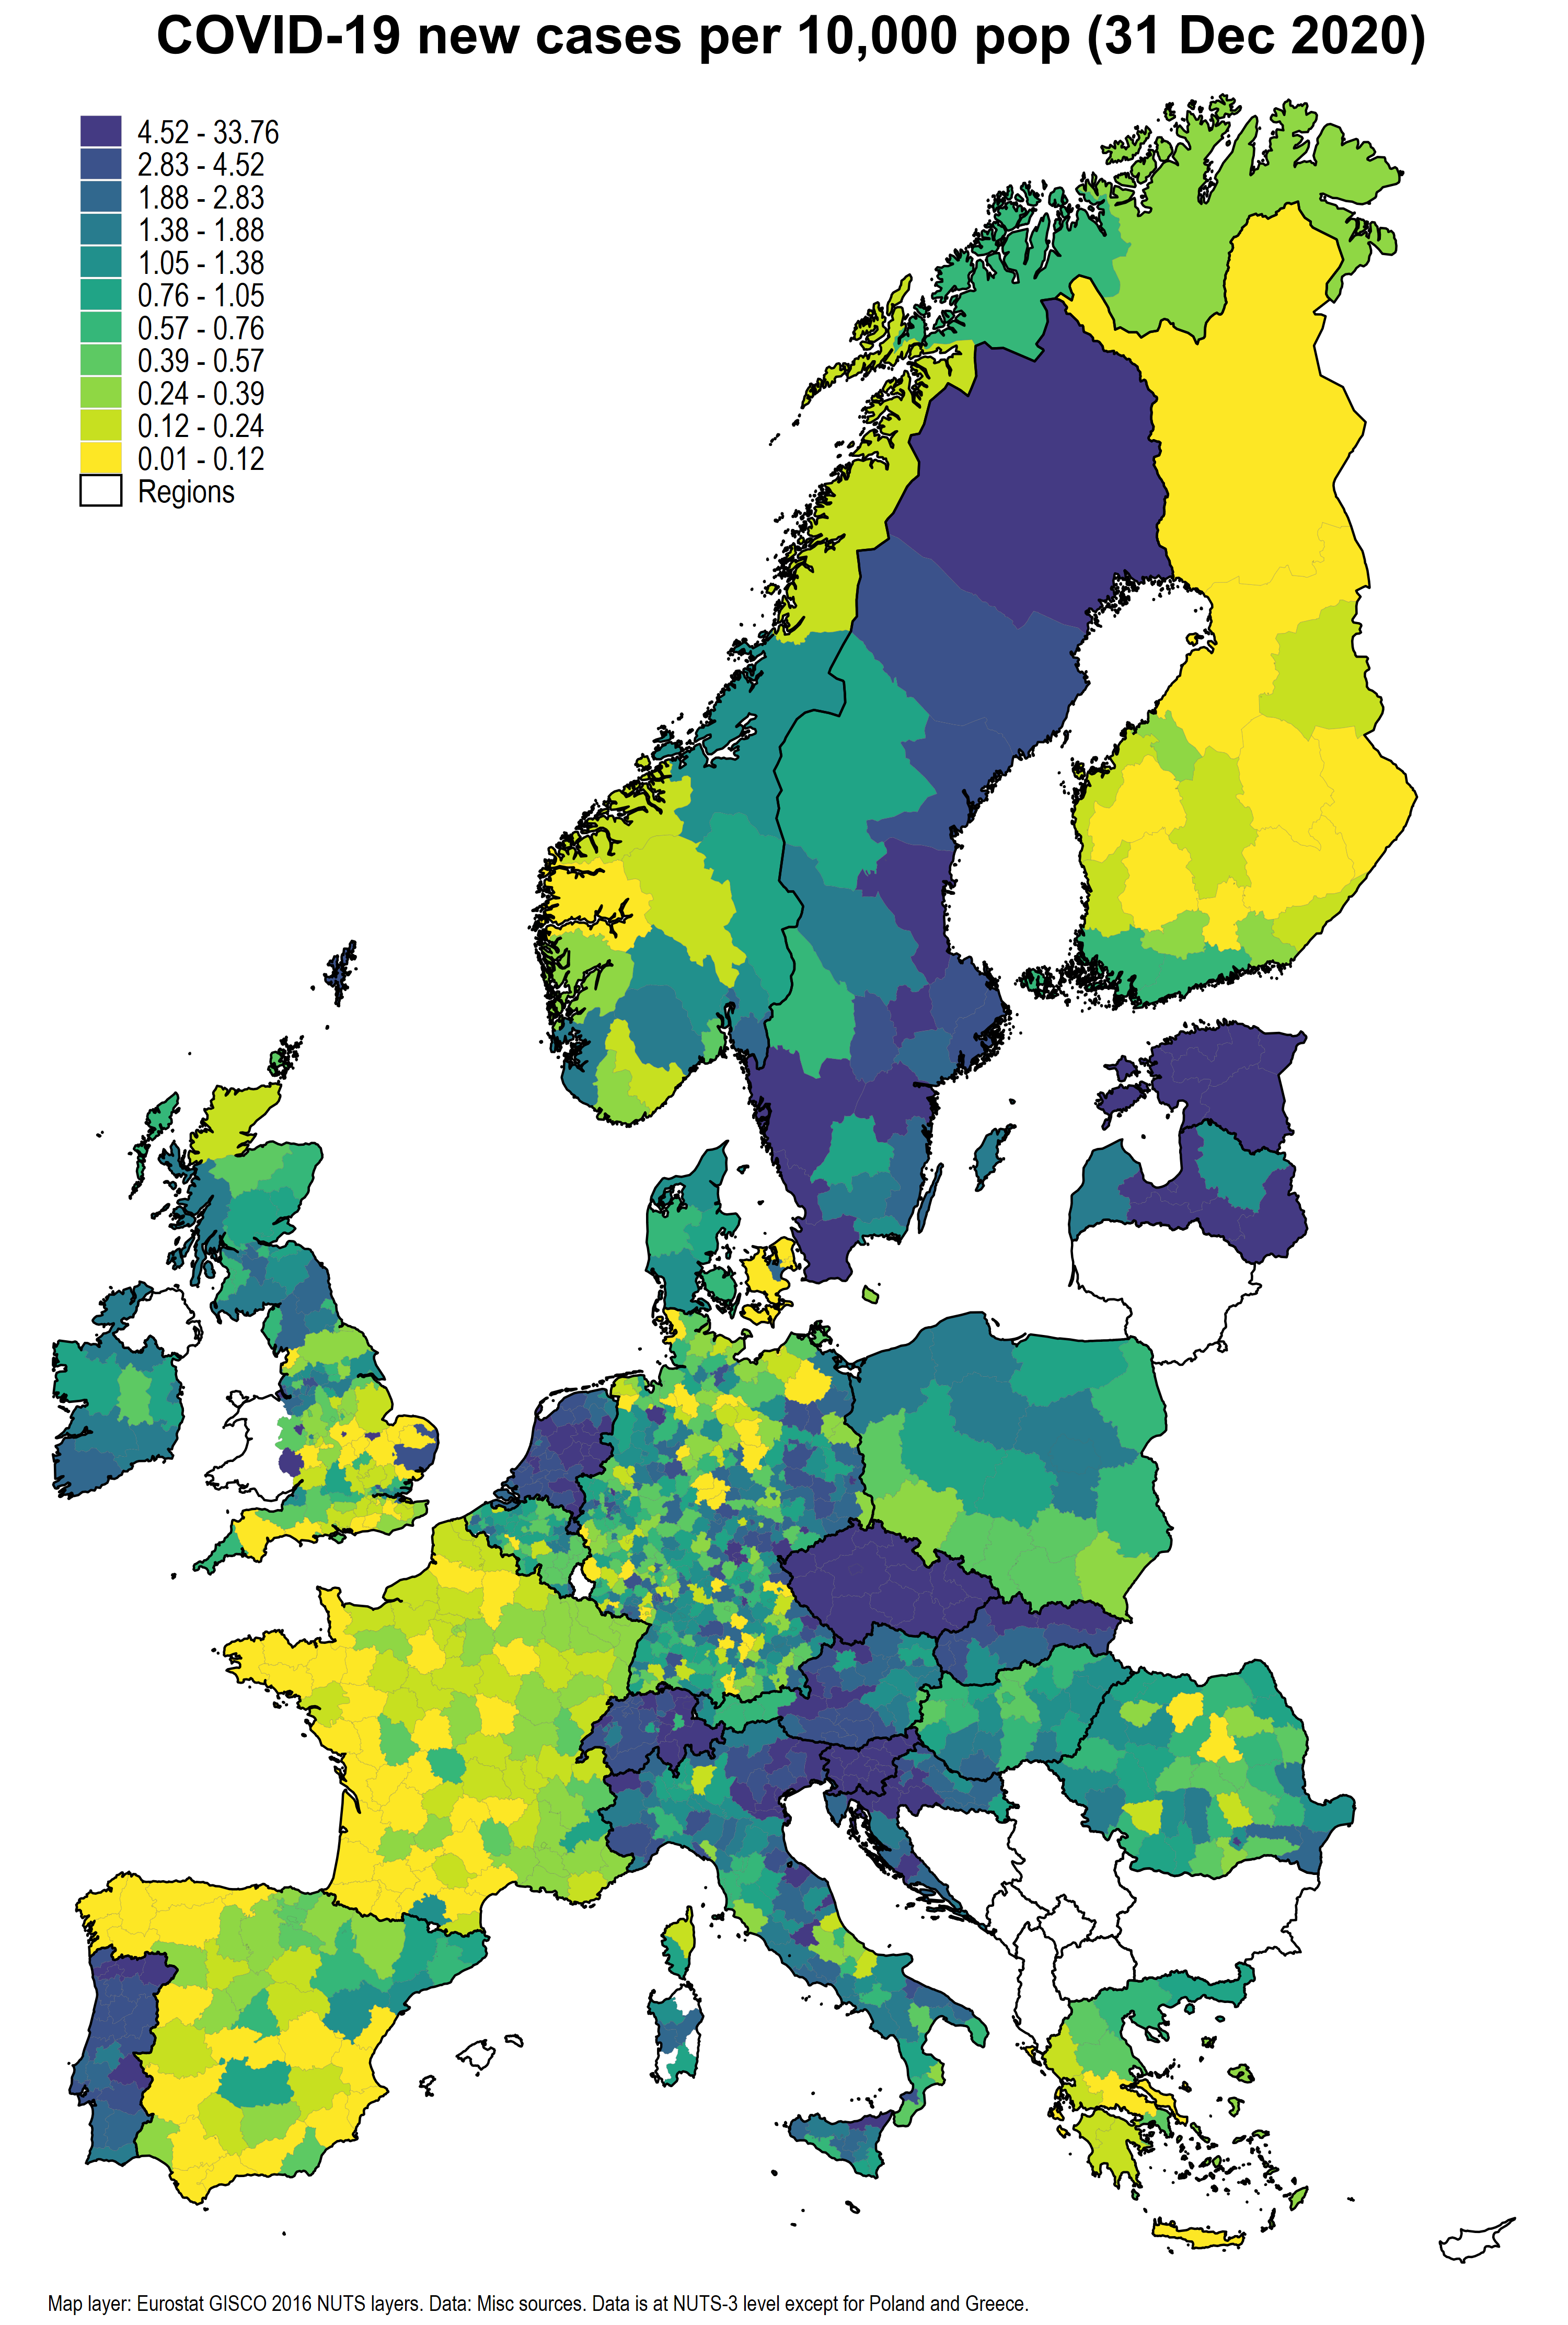 COVID-19 new cases per 10,000 pop (31 Dec 2020)
4.52 - 33.76
2.83 - 4.52
1.88 - 2.83
1.38 - 1.88
1.05 - 1.38
0.76 - 1.05
0.57 - 0.76
0.39 - 0.57
0.24 - 0.39
0.12 - 0.24
0.01 - 0.12
Regions
Map layer: Eurostat GISCO 2016 NUTS layers. Data: Misc sources. Data is at NUTS-3 level except for Poland and Greece.